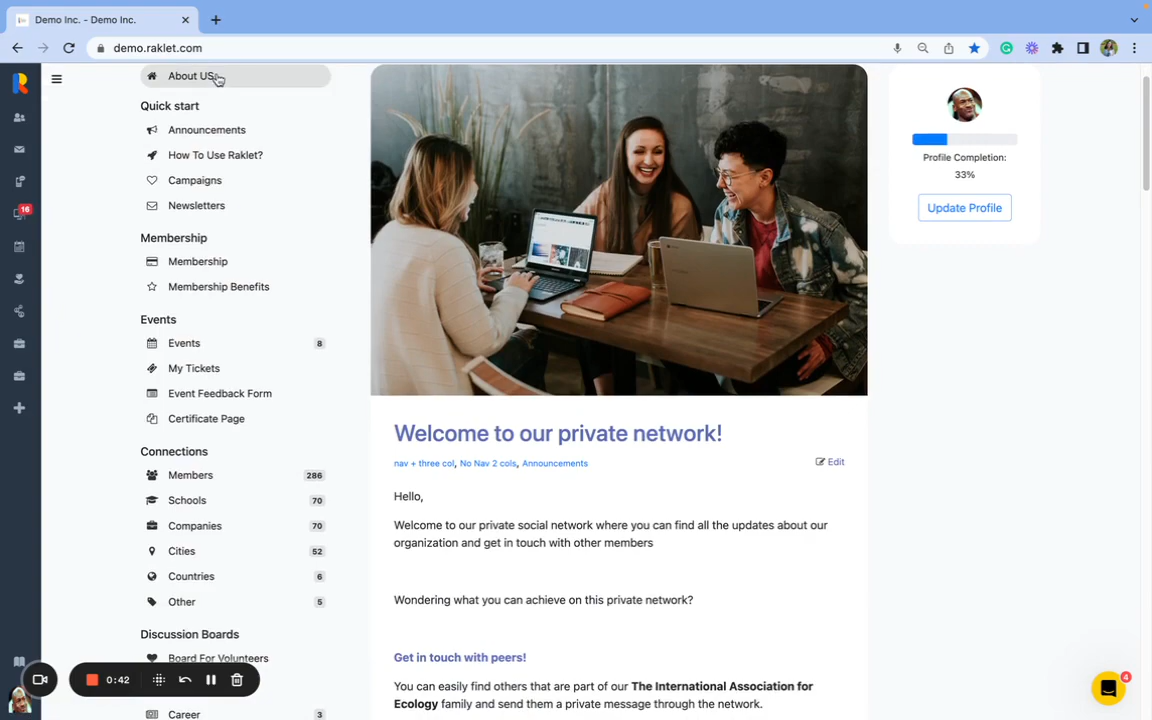 Demo Inc. - Demo Inc.
demo.raklet.com
About US
Quick start
Announcements
How To Use Raklet?
Campaigns
Newsletters
Membership
Membership
Membership Benefits
Events
Events 8
My Tickets
Event Feedback Form
Certificate Page
Connections
Members 286
Schools 70
Companies 70
Cities 52
Countries 6
Other 5
Discussion Boards
Board For Volunteers
Career 3
16
0:42
Welcome to our private network!
nav + three col, No Nav 2 cols, Announcements
Edit
Hello,
Welcome to our private social network where you can find all the updates about our
organization and get in touch with other members
Wondering what you can achieve on this private network?
Get in touch with peers!
You can easily find others that are part of our The International Association for
Ecology family and send them a private message through the network.
Profile Completion:
33%
Update Profile
4